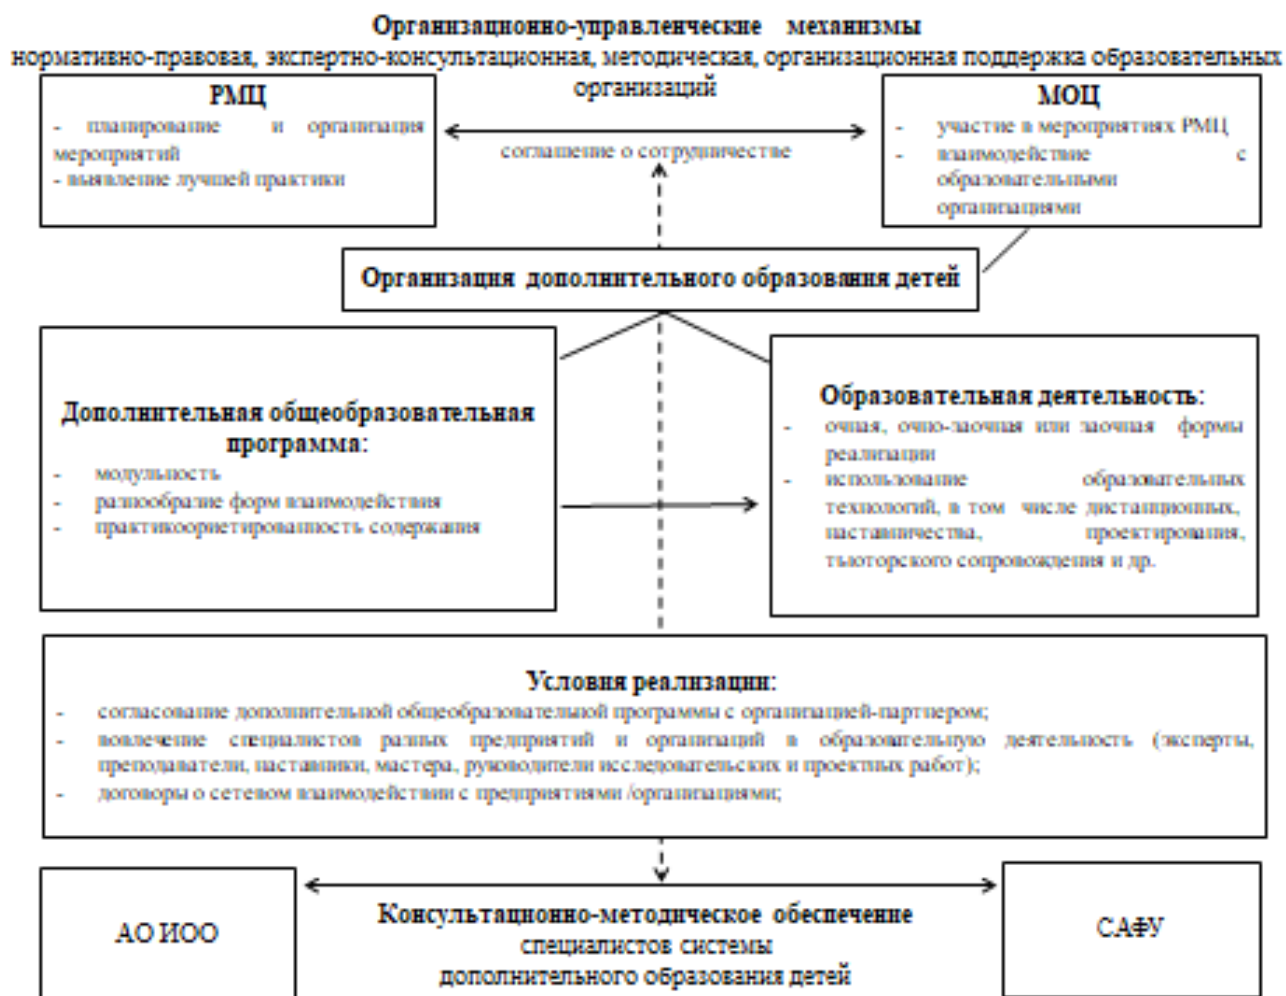 Организационно-управленческие механизмы
нормативно-правовая, экспертно-консультационная, методическая, организационная поддержка образовательных
организаций
РМЦ
- планирование и организация
мероприятий
- выявление лучшей практики
соглашение о сотрудничестве
МОЦ
- участие в мероприятиях РМЦ
- взаимодействие с
образовательными
организациями
Организация дополнительного образования детей
Дополнительная общеобразовательная
программа:
- модульность
- разнообразие форм взаимодействия
- практикоориетированность содержания
Образовательная деятельность:
- очная, очно-заочная или заочная формы
реализации
- использование образовательных
технологий, в том числе дистанционных,
наставничества, проектирования,
тьюторского сопровождения и др.
Условия реализации:
- согласование дополнительной общеобразовательной программы с организацией-партнером;
- вовлечение специалистов разных предприятий и организаций в образовательную деятельность (эксперты,
преподаватели, наставники, мастера, руководители исследовательских и проектных работ);
- договоры о сетевом взаимодействии с предприятиями /организациями;
АО ИОО
Консультационно-методическое обеспечение
специалистов системы
дополнительного образования детей
САФУ